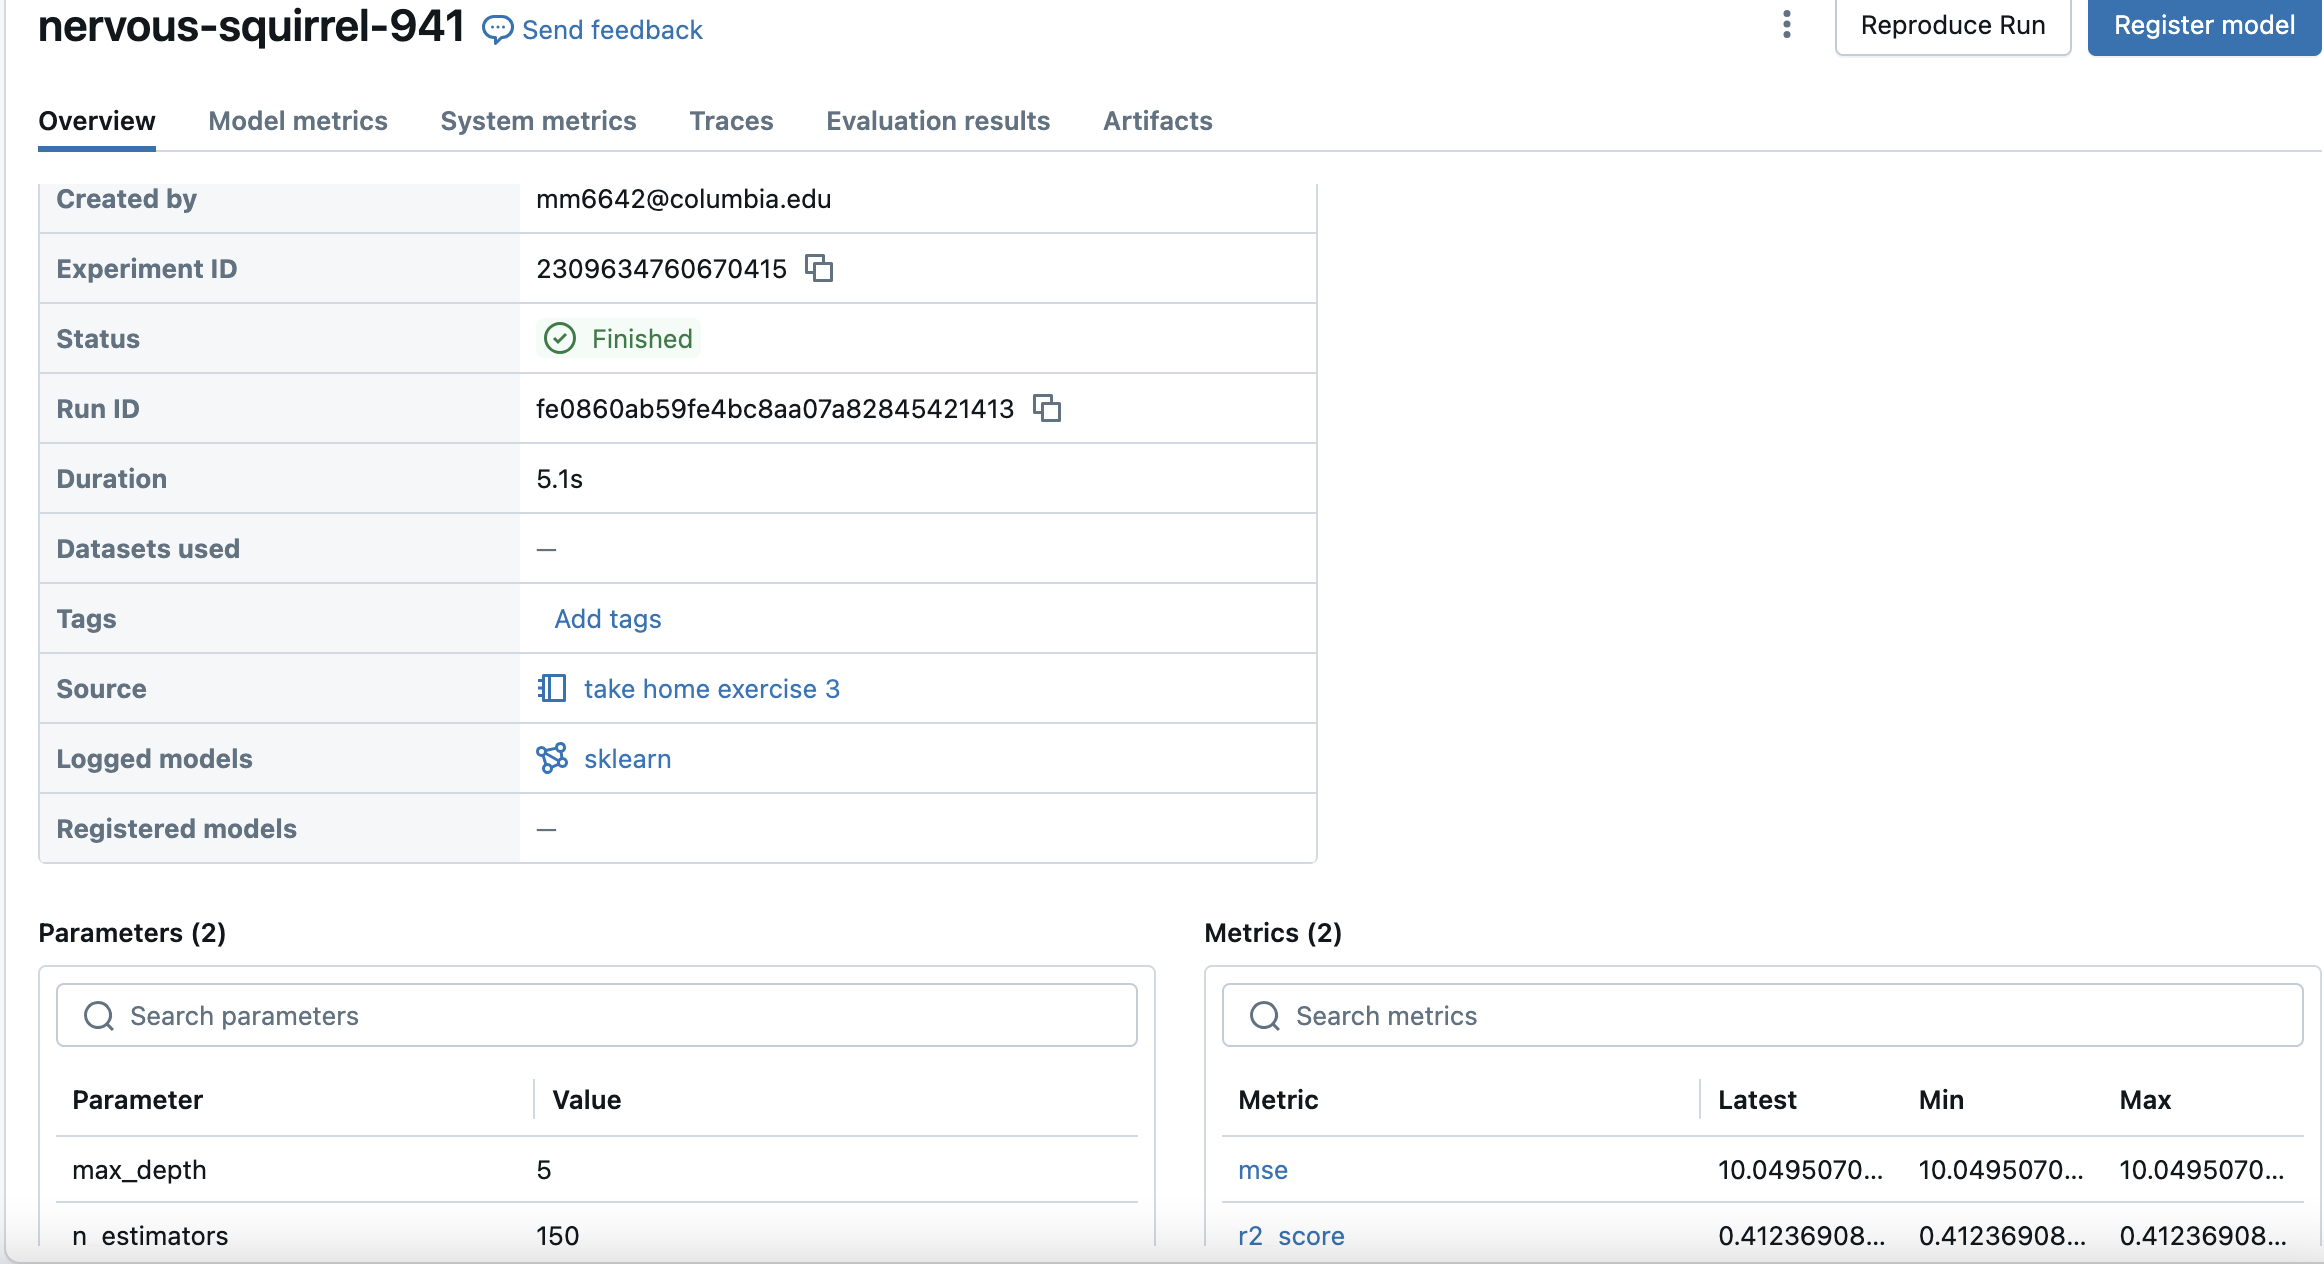 nervous-squirrel-941 Send feedback Reproduce Run Register model
Overview Model metrics System metrics Traces Evaluation results Artifacts
Created by mm6642@columbia.edu
Experiment ID 2309634760670415
Status Finished
Run ID fe0860ab59fe4bc8aa07a82845421413
Duration 5.1s
Datasets used —
Tags Add tags
Source take home exercise 3
Logged models sklearn
Registered models —
Parameters (2) Metrics (2)
Search parameters Search metrics
Parameter Value Metric Latest Min Max
max_depth 5 mse 10.0495070... 10.0495070... 10.0495070...
n_estimators 150 r2_score 0.41236908... 0.41236908... 0.41236908...